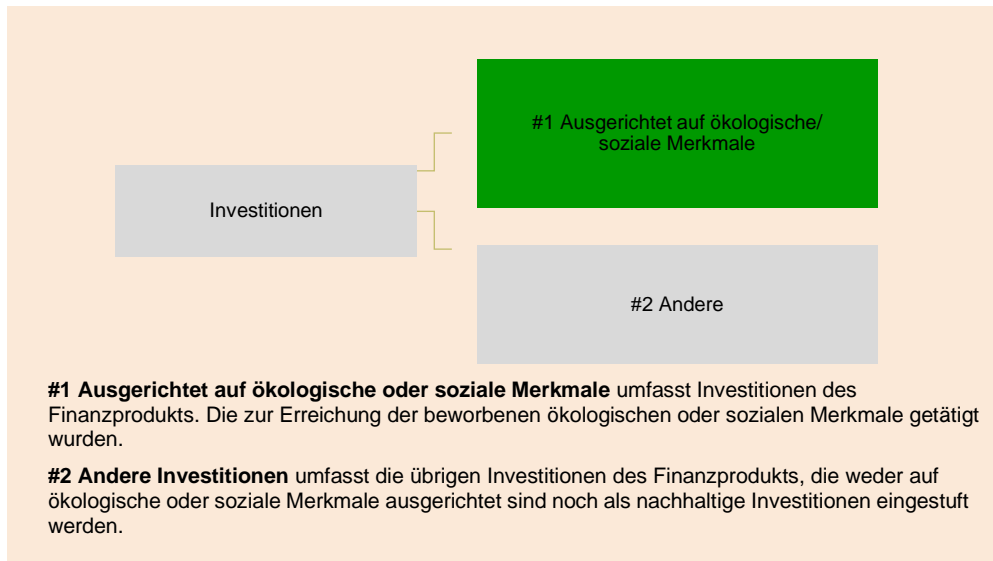 #1 Ausgerichtet auf ökologische/
soziale Merkmale
Investitionen
#2 Andere
#1 Ausgerichtet auf ökologische oder soziale Merkmale umfasst Investitionen des
Finanzprodukts. Die zur Erreichung der beworbenen ökologischen oder sozialen Merkmale getätigt
wurden.
#2 Andere Investitionen umfasst die übrigen Investitionen des Finanzprodukts, die weder auf
ökologische oder soziale Merkmale ausgerichtet sind noch als nachhaltige Investitionen eingestuft
werden.